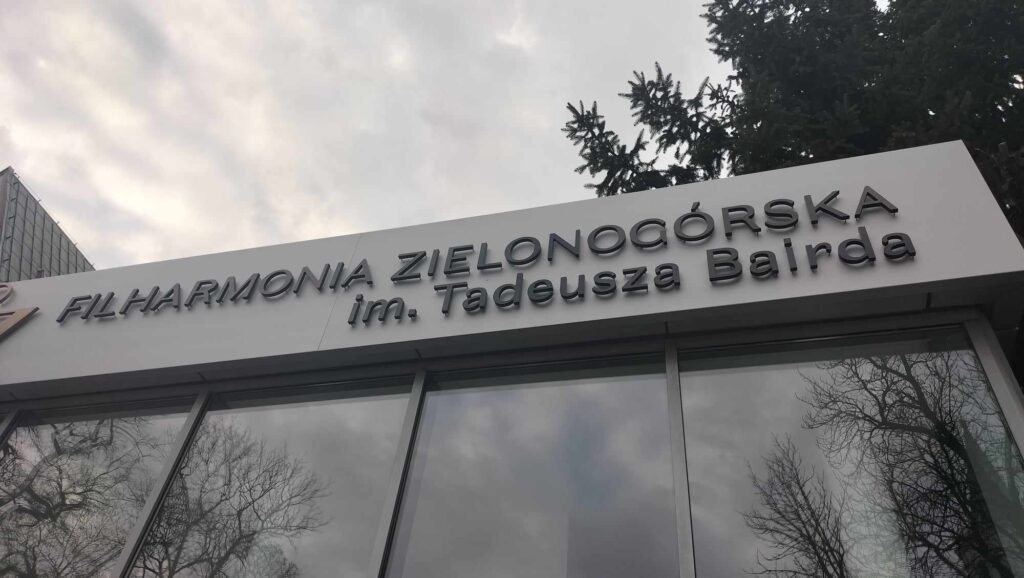 FILHARMONIA ZIELONOGÓRSKA
im. Tadeusza Bairda